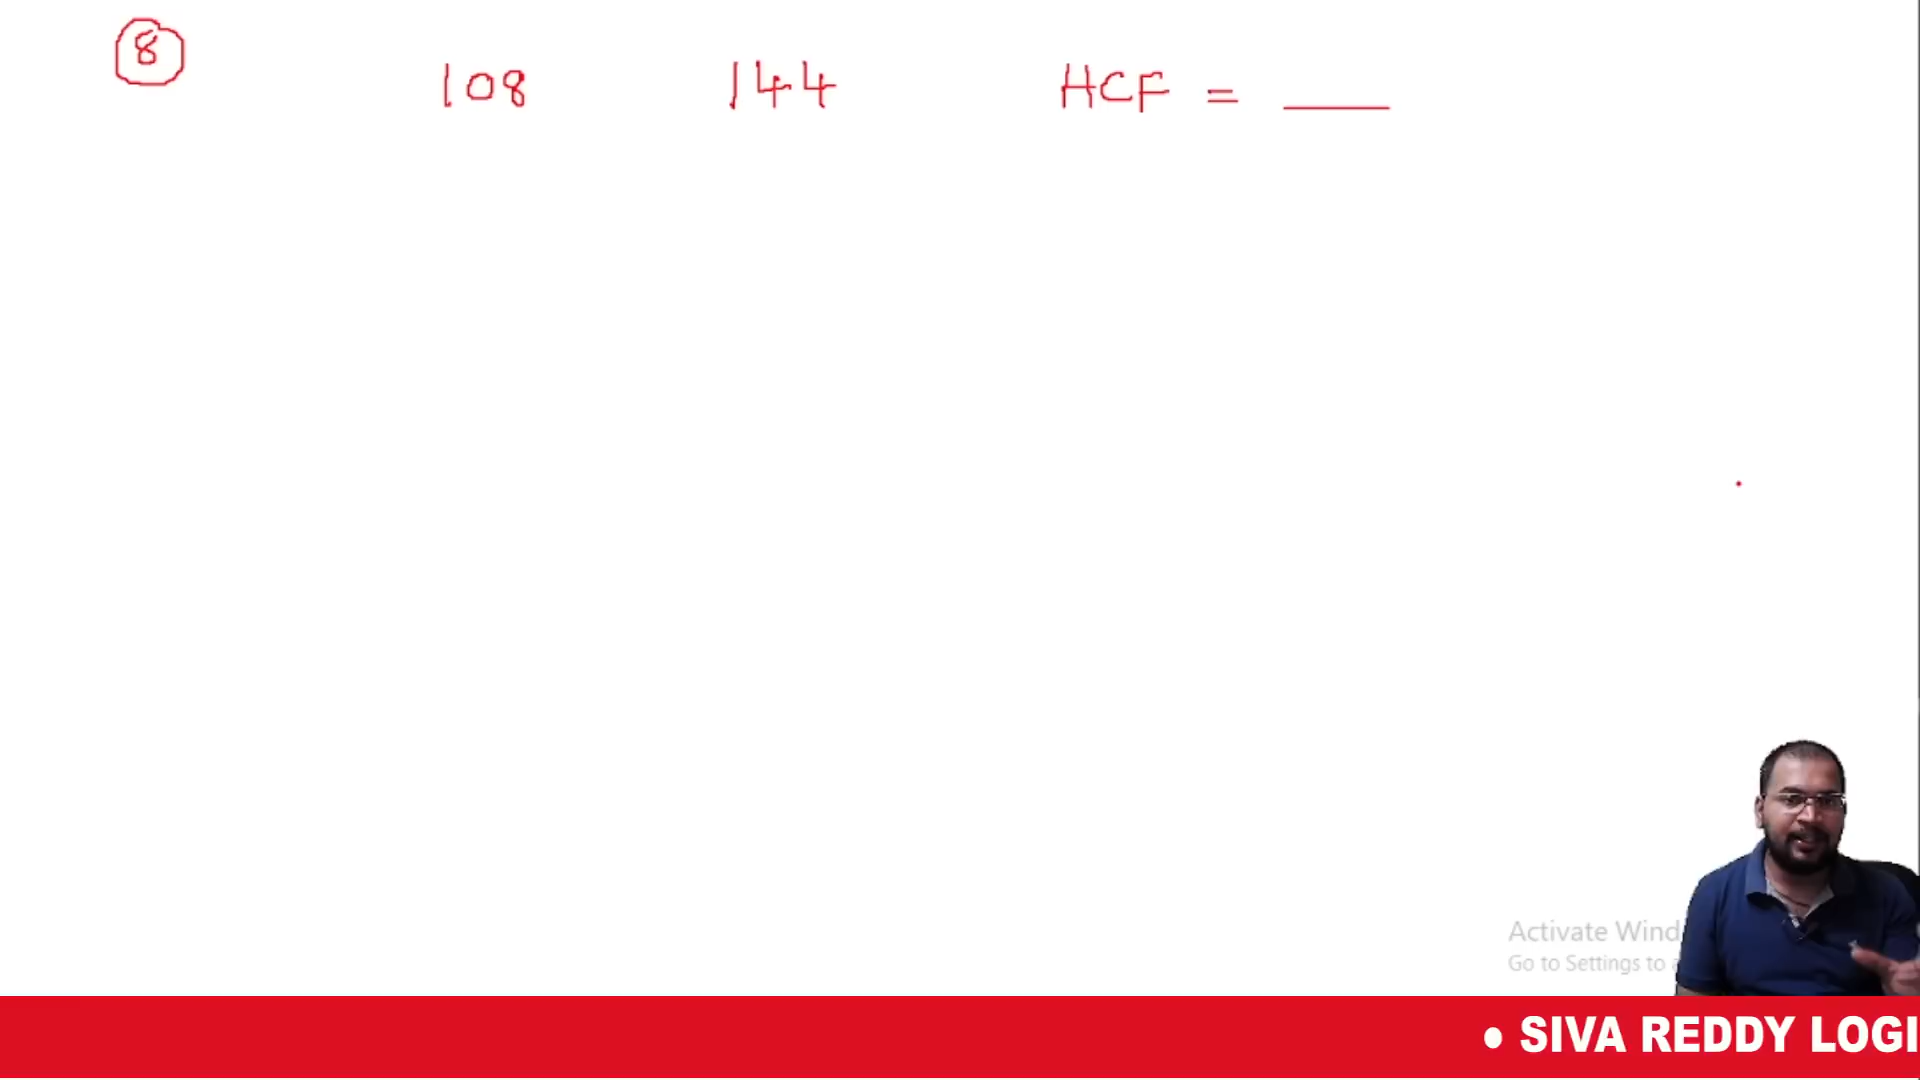 8
108 144 HCF = ____
Activate Wind
Go to Settings to a
• SIVA REDDY LOGI